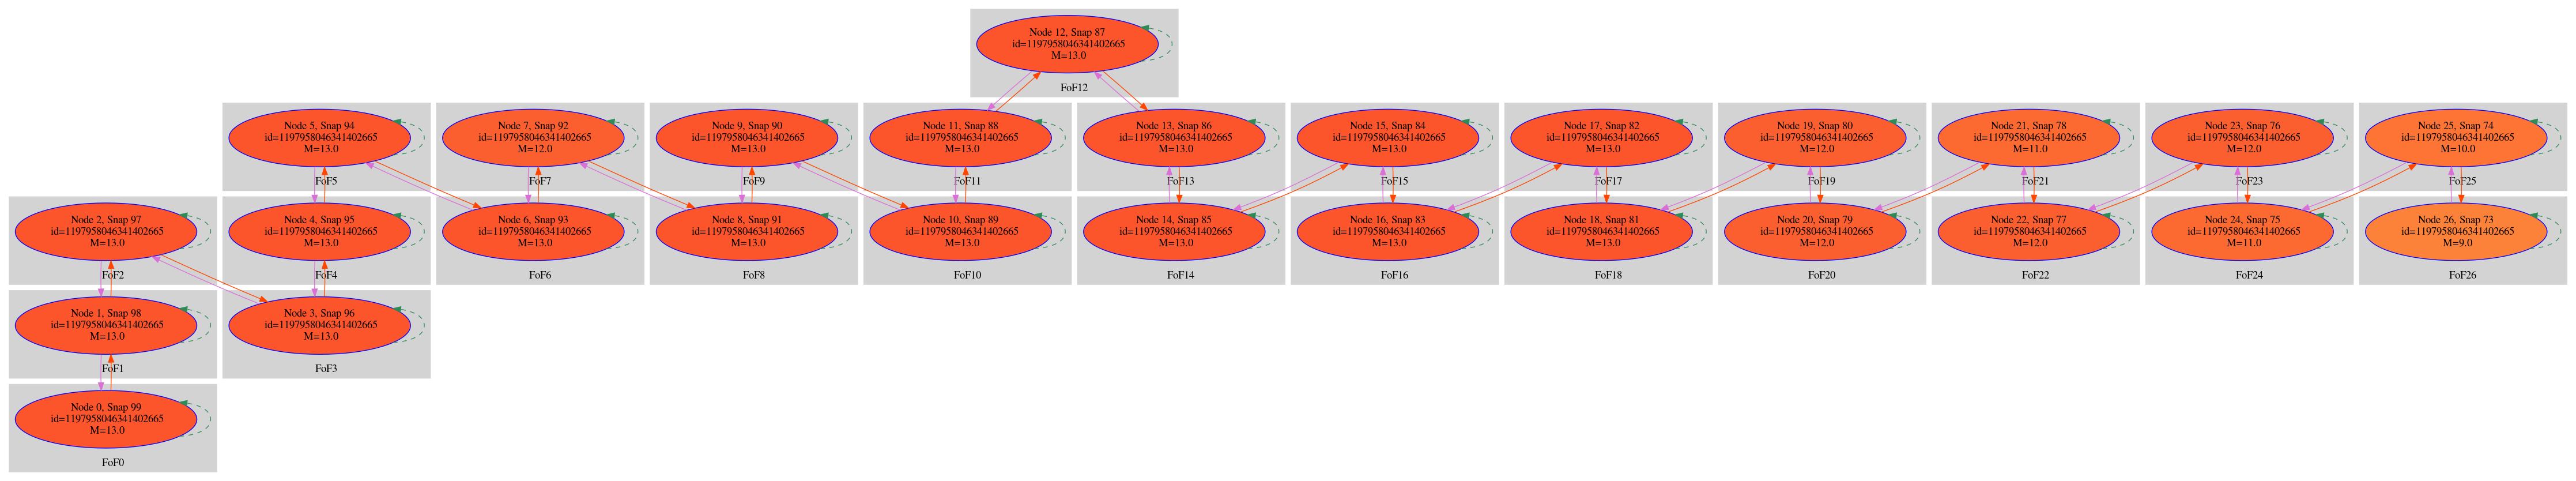 Node 12, Snap 87
id=1197958046341402665
M=13.0
FoF12
Node 5, Snap 94
id=1197958046341402665
M=13.0
FoF5
Node 7, Snap 92
id=1197958046341402665
M=12.0
FoF7
Node 9, Snap 90
id=1197958046341402665
M=13.0
FoF9
Node 11, Snap 88
id=1197958046341402665
M=13.0
FoF11
Node 13, Snap 86
id=1197958046341402665
M=13.0
FoF13
Node 15, Snap 84
id=1197958046341402665
M=13.0
FoF15
Node 17, Snap 82
id=1197958046341402665
M=13.0
FoF17
Node 19, Snap 80
id=1197958046341402665
M=12.0
FoF19
Node 21, Snap 78
id=1197958046341402665
M=11.0
FoF21
Node 23, Snap 76
id=1197958046341402665
M=12.0
FoF23
Node 25, Snap 74
id=1197958046341402665
M=10.0
FoF25
Node 2, Snap 97
id=1197958046341402665
M=13.0
FoF2
Node 4, Snap 95
id=1197958046341402665
M=13.0
FoF4
Node 6, Snap 93
id=1197958046341402665
M=13.0
FoF6
Node 8, Snap 91
id=1197958046341402665
M=13.0
FoF8
Node 10, Snap 89
id=1197958046341402665
M=13.0
FoF10
Node 14, Snap 85
id=1197958046341402665
M=13.0
FoF14
Node 16, Snap 83
id=1197958046341402665
M=13.0
FoF16
Node 18, Snap 81
id=1197958046341402665
M=13.0
FoF18
Node 20, Snap 79
id=1197958046341402665
M=12.0
FoF20
Node 22, Snap 77
id=1197958046341402665
M=12.0
FoF22
Node 24, Snap 75
id=1197958046341402665
M=11.0
FoF24
Node 26, Snap 73
id=1197958046341402665
M=9.0
FoF26
Node 1, Snap 98
id=1197958046341402665
M=13.0
FoF1
Node 3, Snap 96
id=1197958046341402665
M=13.0
FoF3
Node 0, Snap 99
id=1197958046341402665
M=13.0
FoF0